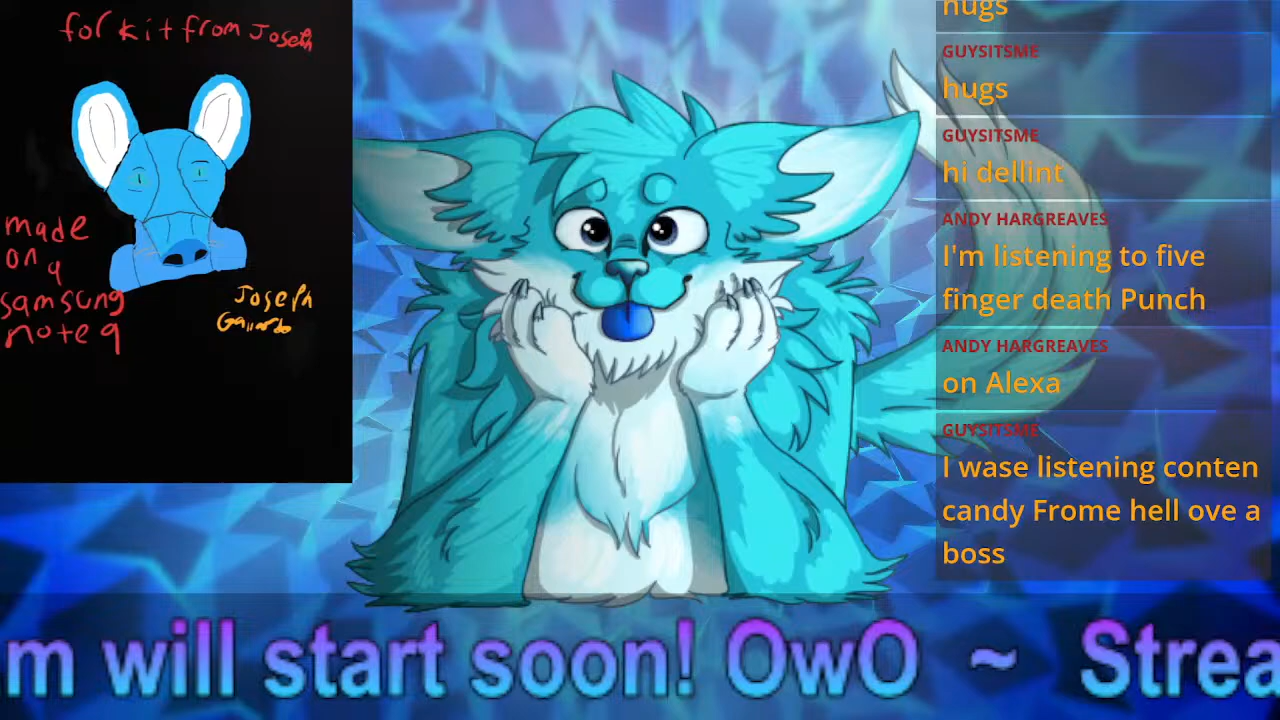 for kit from Joseph
made
on a
samsung
note 9
Joseph
Gallardo
hugs
GUYSITSME
hugs
GUYSITSME
hi dellint
ANDY HARGREAVES
I'm listening to five
finger death Punch
ANDY HARGREAVES
on Alexa
GUYSITSME
I wase listening conten
candy Frome hell ove a
boss
m will start soon! OwO ~ Strea